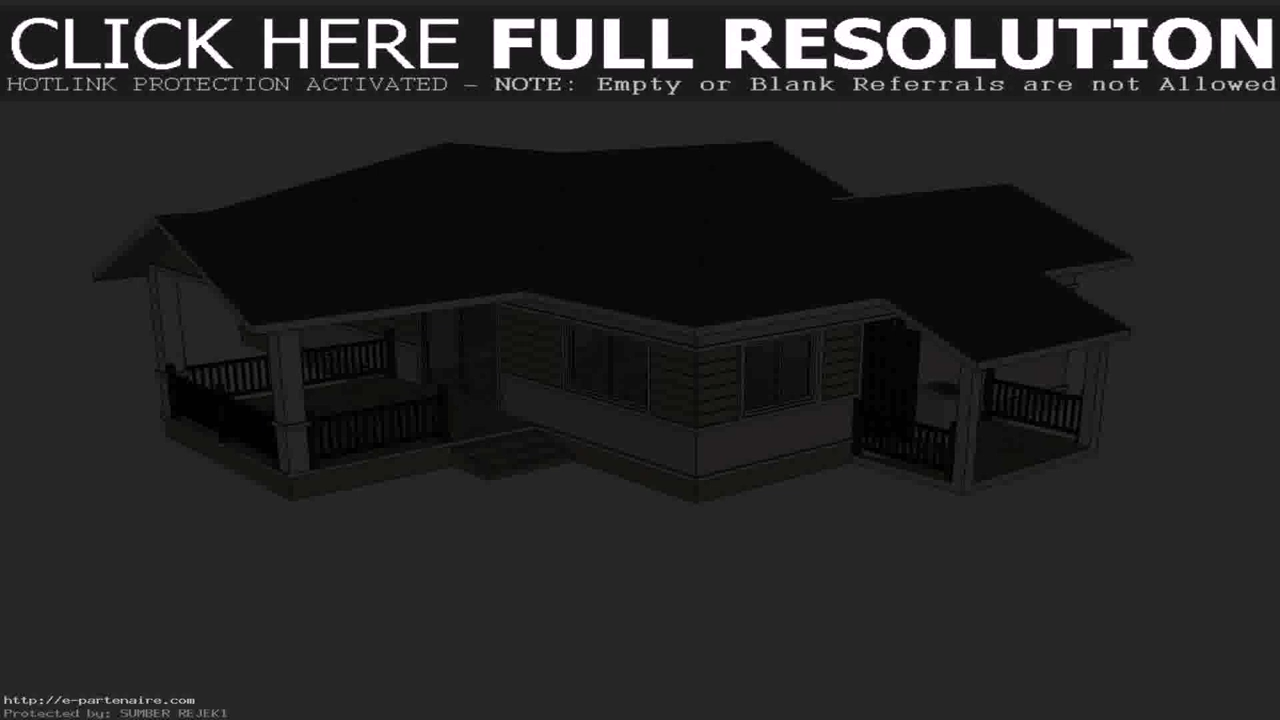 CLICK HERE FULL RESOLUTION
HOTLINK PROTECTION ACTIVATED – NOTE: Empty or Blank Referrals are not Allowed
http://e-partenaire.com
Protected by: SUMBER REJEKI